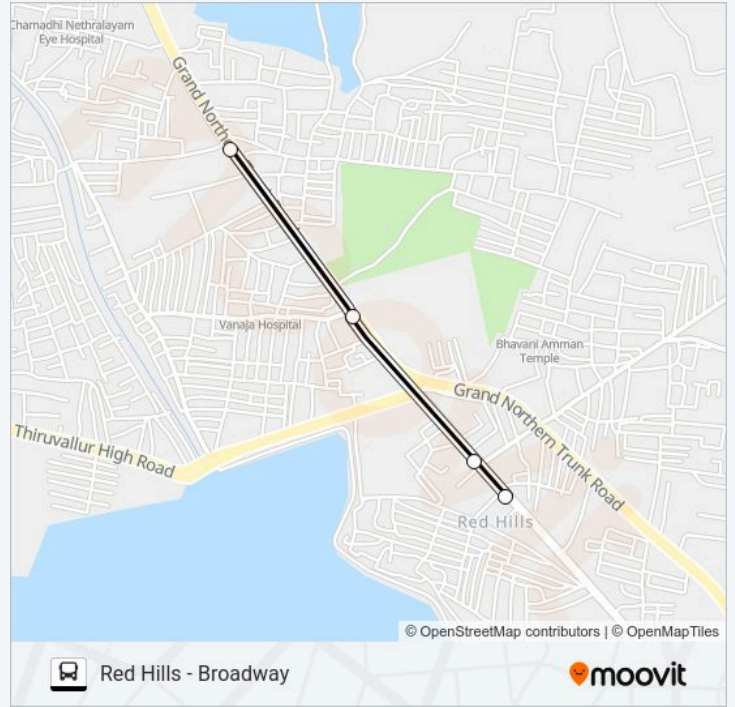 Chamadhi Nethralayam
Eye Hospital
Grand North
Vanaja Hospital
Bhavani Amman
Temple
Grand Northern Trunk Road
Thiruvallur High Road
Red Hills
© OpenStreetMap contributors | © OpenMapTiles
Red Hills - Broadway
moovit